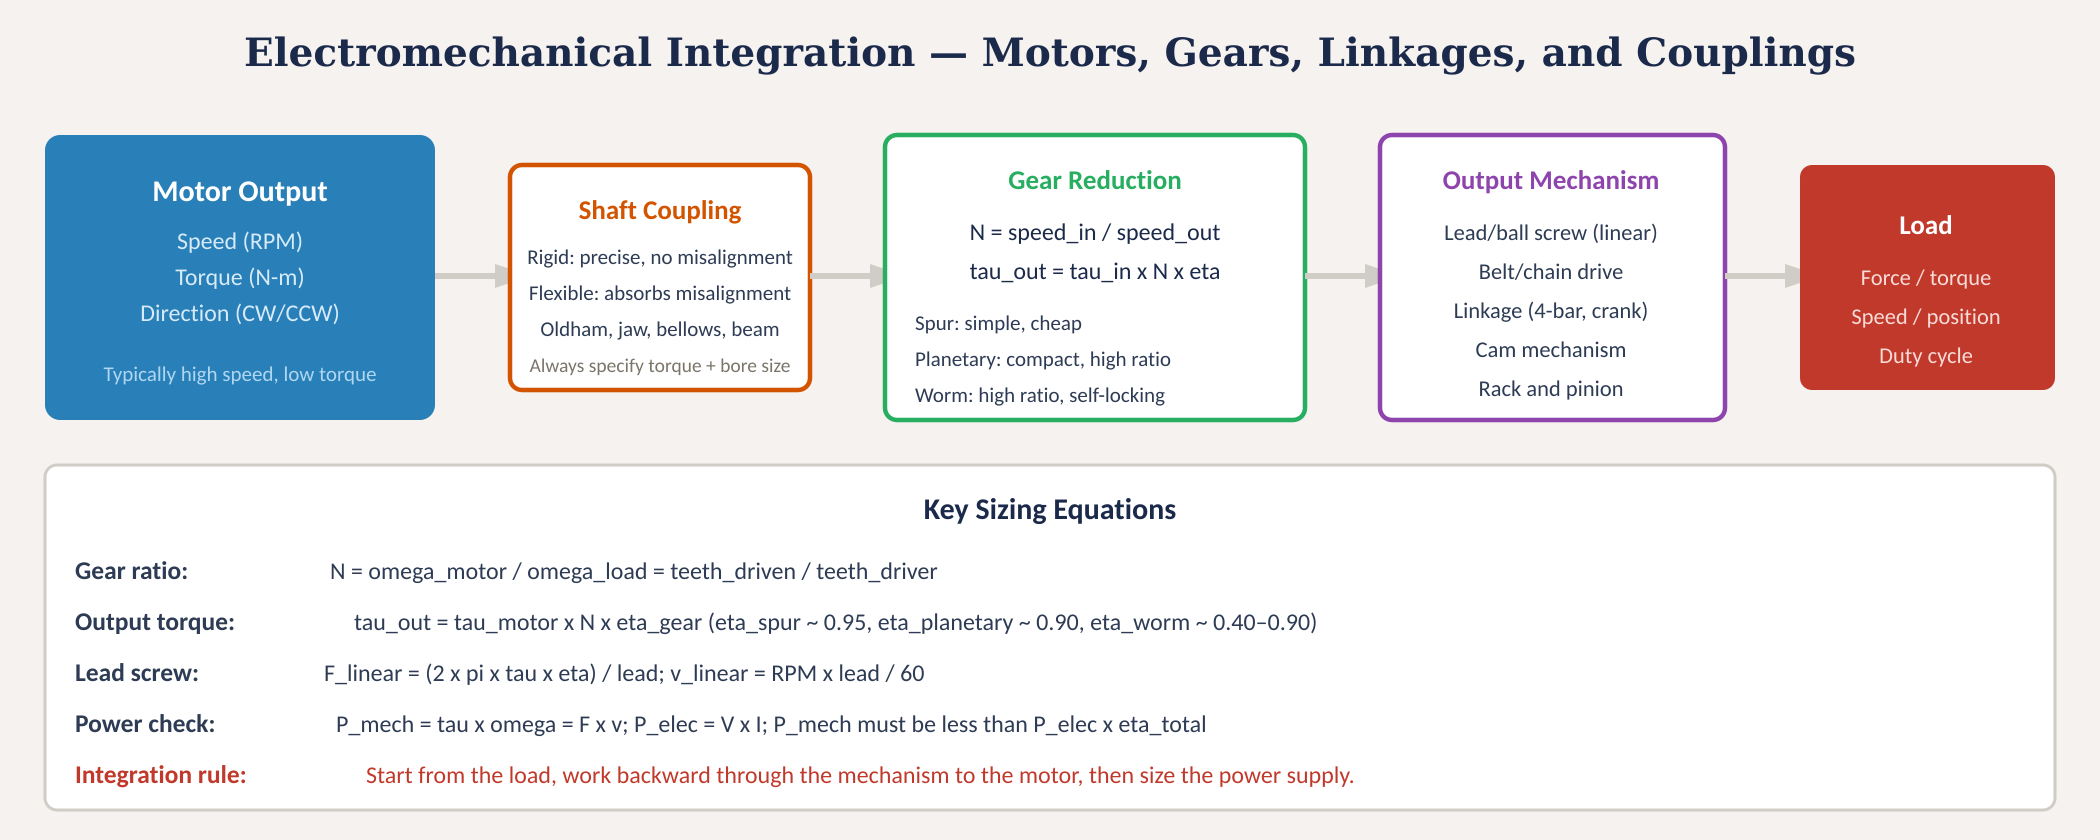 Electromechanical Integration — Motors, Gears, Linkages, and Couplings
Motor Output
Speed (RPM)
Torque (N-m)
Direction (CW/CCW)
Typically high speed, low torque
Shaft Coupling
Rigid: precise, no misalignment
Flexible: absorbs misalignment
Oldham, jaw, bellows, beam
Always specify torque + bore size
Gear Reduction
N = speed_in / speed_out
tau_out = tau_in x N x eta
Spur: simple, cheap
Planetary: compact, high ratio
Worm: high ratio, self-locking
Output Mechanism
Lead/ball screw (linear)
Belt/chain drive
Linkage (4-bar, crank)
Cam mechanism
Rack and pinion
Load
Force / torque
Speed / position
Duty cycle
Key Sizing Equations
Gear ratio: N = omega_motor / omega_load = teeth_driven / teeth_driver
Output torque: tau_out = tau_motor x N x eta_gear (eta_spur ~ 0.95, eta_planetary ~ 0.90, eta_worm ~ 0.40–0.90)
Lead screw: F_linear = (2 x pi x tau x eta) / lead; v_linear = RPM x lead / 60
Power check: P_mech = tau x omega = F x v; P_elec = V x I; P_mech must be less than P_elec x eta_total
Integration rule: Start from the load, work backward through the mechanism to the motor, then size the power supply.